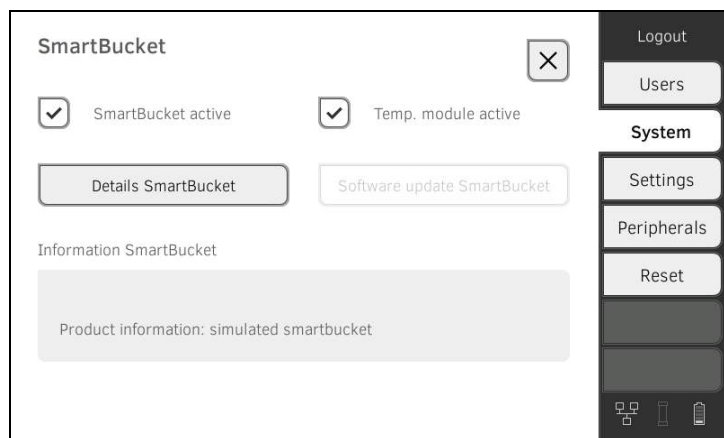 SmartBucket
SmartBucket active
Temp. module active
Details SmartBucket
Software update SmartBucket
Information SmartBucket
Product information: simulated smartbucket
Logout
Users
System
Settings
Peripherals
Reset